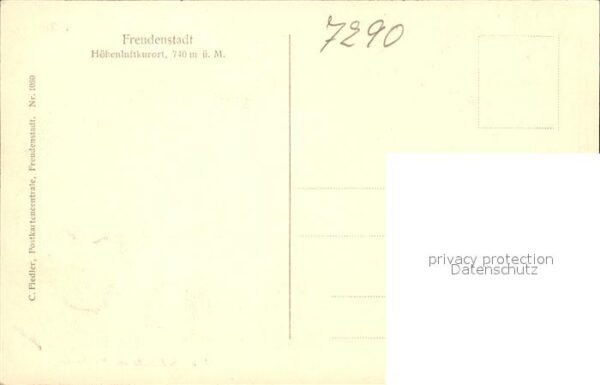 Freudenstadt
Höhenluftkurort, 740 m ü. M.
7290
C. Fiedler, Postkartencentrale, Freudenstadt. Nr. 1080
privacy protection
Datenschutz